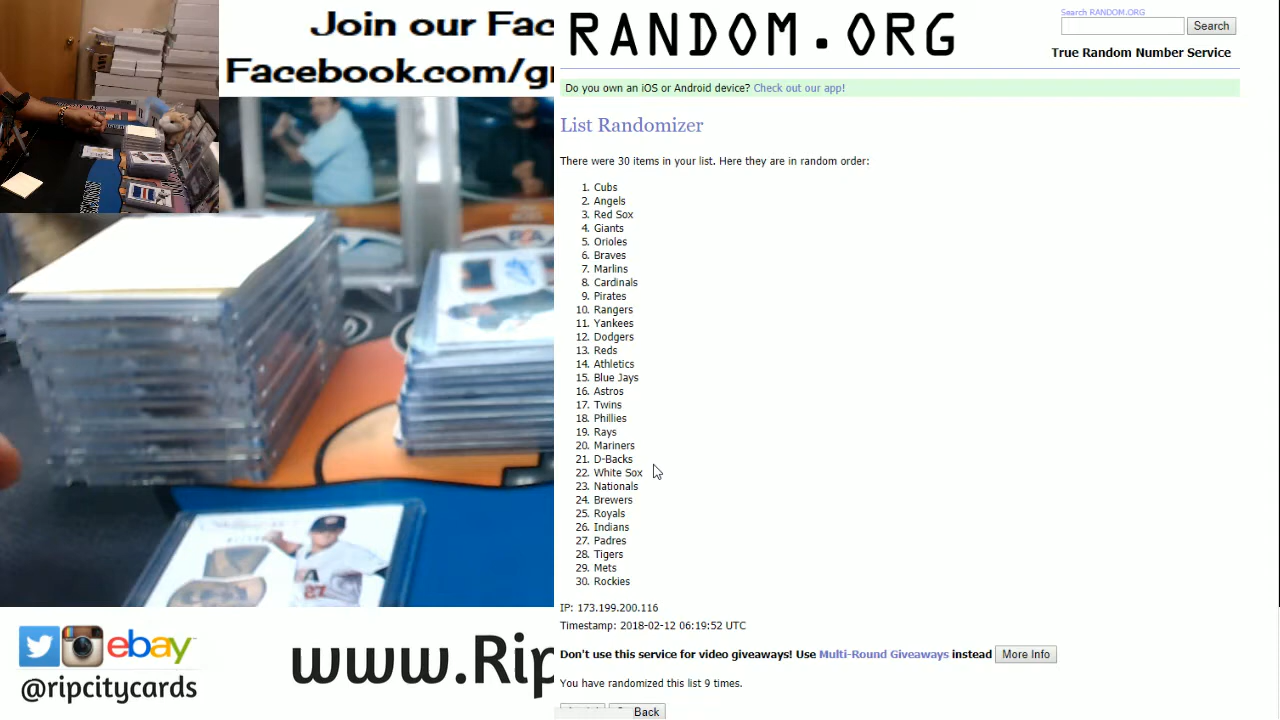 Join our Fac
Facebook.com/gr
RANDOM.ORG
Search RANDOM.ORG
Search
True Random Number Service
Do you own an iOS or Android device? Check out our app!
List Randomizer
There were 30 items in your list. Here they are in random order:
1. Cubs
2. Angels
3. Red Sox
4. Giants
5. Orioles
6. Braves
7. Marlins
8. Cardinals
9. Pirates
10. Rangers
11. Yankees
12. Dodgers
13. Reds
14. Athletics
15. Blue Jays
16. Astros
17. Twins
18. Phillies
19. Rays
20. Mariners
21. D-Backs
22. White Sox
23. Nationals
24. Brewers
25. Royals
26. Indians
27. Padres
28. Tigers
29. Mets
30. Rockies
IP: 173.199.200.116
Timestamp: 2018-02-12 06:19:52 UTC
Don't use this service for video giveaways! Use Multi-Round Giveaways instead
More Info
You have randomized this list 9 times.
Back
27
ebay
@ripcitycards
www.Rip